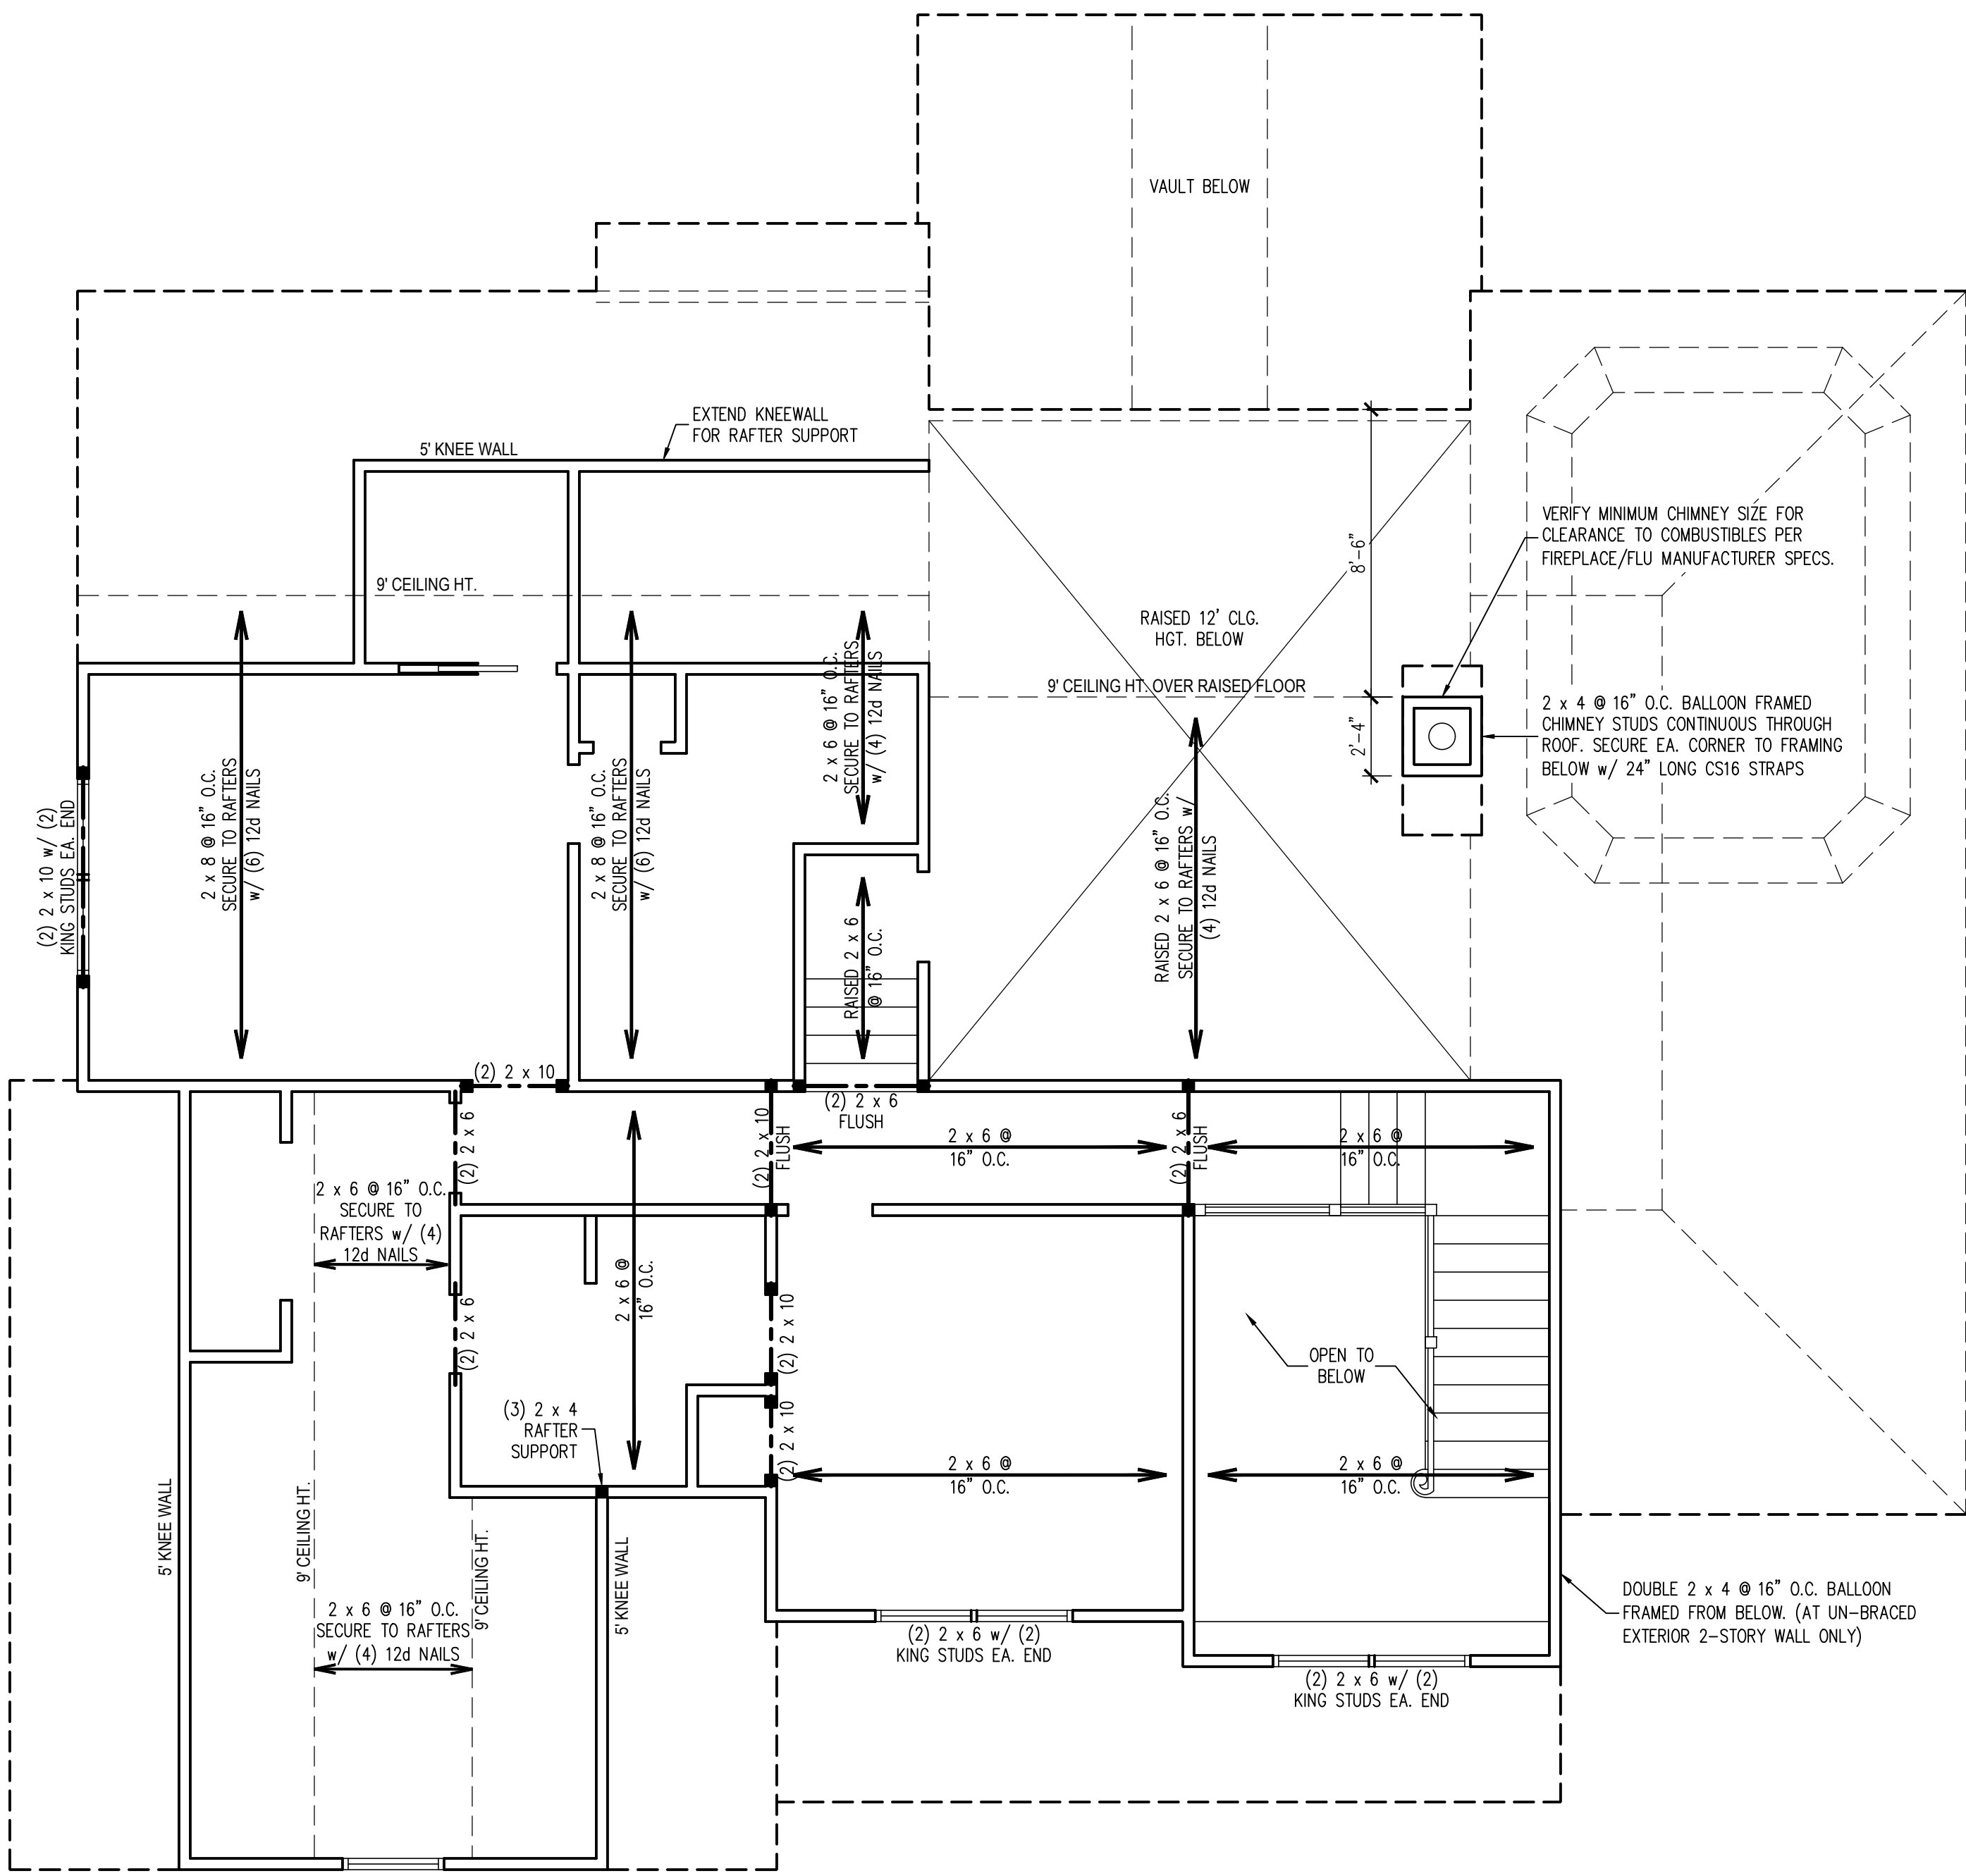 VAULT BELOW
EXTEND KNEEWALL
FOR RAFTER SUPPORT
5' KNEE WALL
9' CEILING HT.
VERIFY MINIMUM CHIMNEY SIZE FOR
CLEARANCE TO COMBUSTIBLES PER
FIREPLACE/FLU MANUFACTURER SPECS.
8'-6"
RAISED 12' CLG.
HGT. BELOW
9' CEILING HT. OVER RAISED FLOOR
2'-4"
2 x 4 @ 16" O.C. BALLOON FRAMED
CHIMNEY STUDS CONTINUOUS THROUGH
ROOF. SECURE EA. CORNER TO FRAMING
BELOW w/ 24" LONG CS16 STRAPS
(2) 2 x 10 w/ (2)
KING STUDS EA. END
2 x 8 @ 16" O.C.
SECURE TO RAFTERS
w/ (6) 12d NAILS
2 x 8 @ 16" O.C.
SECURE TO RAFTERS
w/ (6) 12d NAILS
2 x 6 @ 16" O.C.
SECURE TO RAFTERS
w/ (4) 12d NAILS
RAISED 2 x 6
@ 16" O.C.
RAISED 2 x 6 @ 16" O.C.
SECURE TO RAFTERS w/
(4) 12d NAILS
(2) 2 x 10
(2) 2 x 6
(2) 2 x 10
FLUSH
(2) 2 x 6
FLUSH
2 x 6 @
16" O.C.
(2) 2 x 6
FLUSH
2 x 6 @
16" O.C.
2 x 6 @ 16" O.C.
SECURE TO
RAFTERS w/ (4)
12d NAILS
(2) 2 x 6
2 x 6 @
16" O.C.
(2) 2 x 10
(2) 2 x 10
OPEN TO
BELOW
(3) 2 x 4
RAFTER
SUPPORT
2 x 6 @
16" O.C.
2 x 6 @
16" O.C.
5' KNEE WALL
9' CEILING HT.
9' CEILING HT.
5' KNEE WALL
2 x 6 @ 16" O.C.
SECURE TO RAFTERS
w/ (4) 12d NAILS
(2) 2 x 6 w/ (2)
KING STUDS EA. END
(2) 2 x 6 w/ (2)
KING STUDS EA. END
DOUBLE 2 x 4 @ 16" O.C. BALLOON
FRAMED FROM BELOW. (AT UN-BRACED
EXTERIOR 2-STORY WALL ONLY)